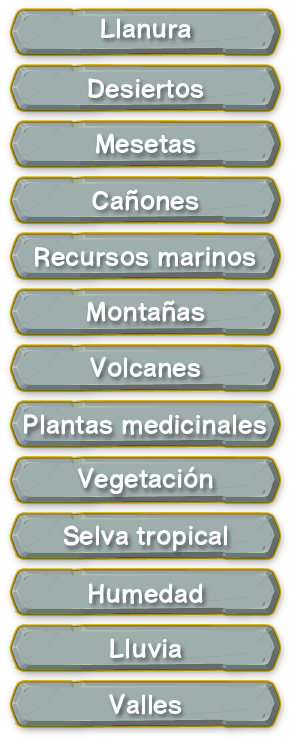 Llanura
Desiertos
Mesetas
Cañones
Recursos marinos
Montañas
Volcanes
Plantas medicinales
Vegetación
Selva tropical
Humedad
Lluvia
Valles